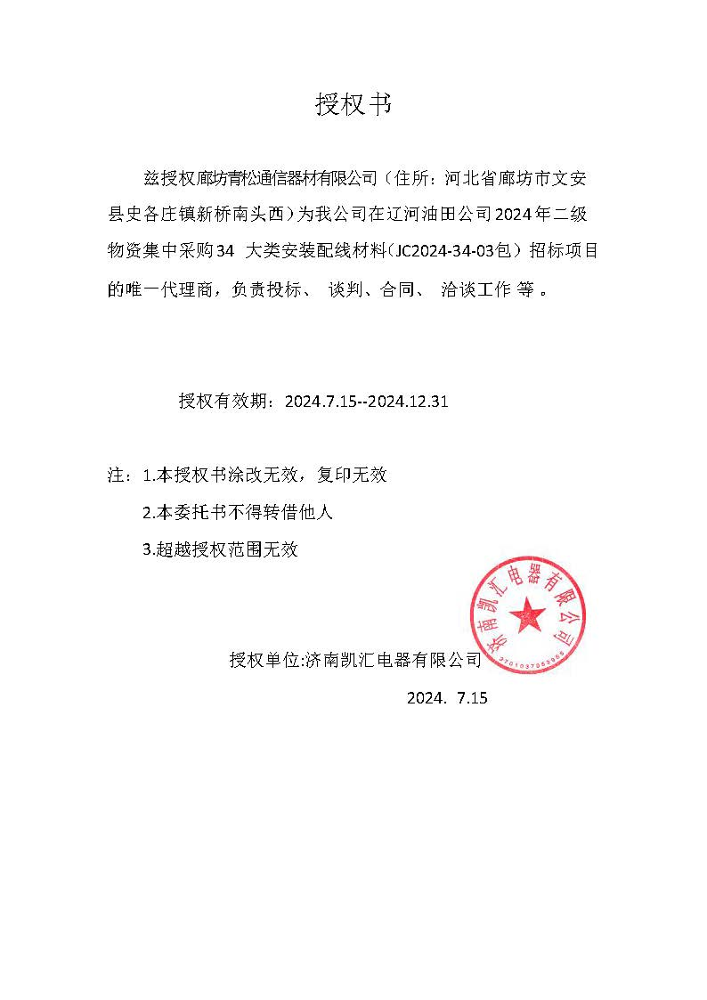 授权书
兹授权廊坊青松通信器材有限公司（住所：河北省廊坊市文安
县史各庄镇新桥南头西）为我公司在辽河油田公司2024年二级
物资集中采购34 大类安装配线材料（JC2024-34-03包）招标项目
的唯一代理商，负责投标、 谈判、合同、 洽谈工作 等 。
授权有效期：2024.7.15--2024.12.31
注：1.本授权书涂改无效，复印无效
2.本委托书不得转借他人
3.超越授权范围无效
济南凯汇电器有限公司
授权单位:济南凯汇电器有限公司
2024. 7.15